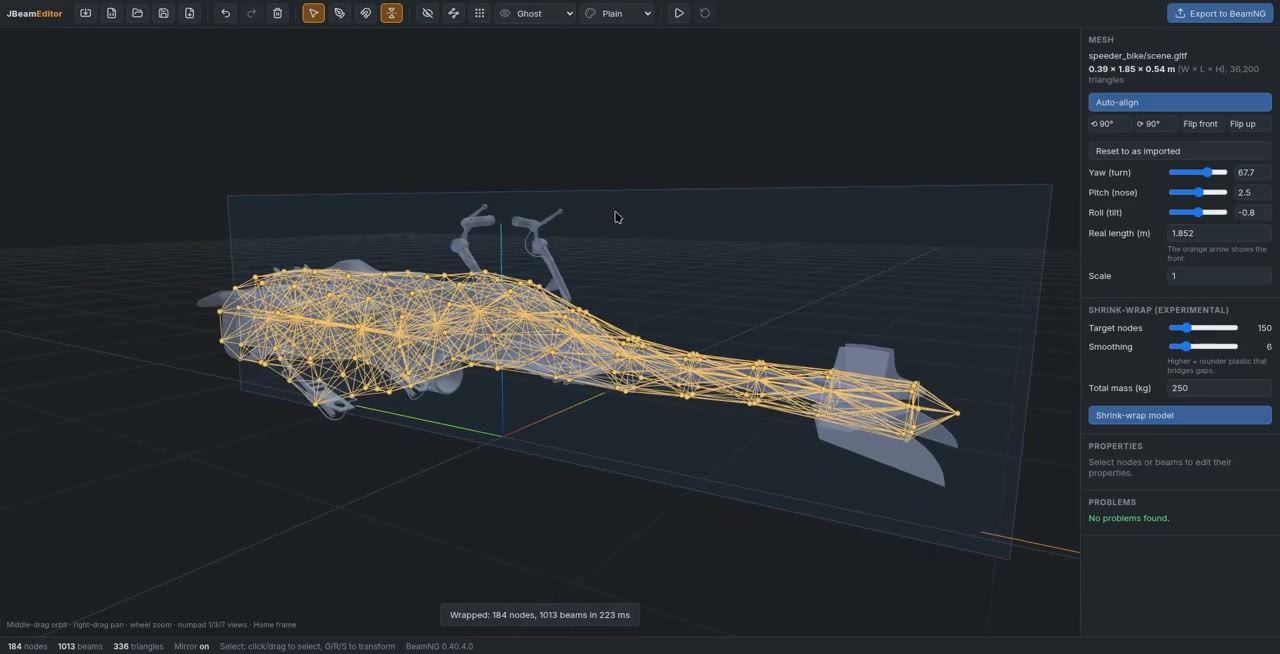 JBeamEditor
Ghost
Plain
Export to BeamNG
MESH
speeder_bike/scene.gltf
0.39 × 1.85 × 0.54 m (W × L × H), 36,200
triangles
Auto-align
⟲ 90°
⟳ 90°
Flip front
Flip up
Reset to as imported
Yaw (turn) 67.7
Pitch (nose) 2.5
Roll (tilt) -0.8
Real length (m) 1.852
The orange arrow shows the
front.
Scale 1
SHRINK-WRAP (EXPERIMENTAL)
Target nodes 150
Smoothing 6
Higher = rounder plastic that
bridges gaps.
Total mass (kg) 250
Shrink-wrap model
PROPERTIES
Select nodes or beams to edit their
properties.
PROBLEMS
No problems found.
Wrapped: 184 nodes, 1013 beams in 223 ms
Middle-drag orbit · right-drag pan · wheel zoom · numpad 1/3/7 views · Home frame
184 nodes 1013 beams 336 triangles Mirror on Select: click/drag to select, G/R/S to transform BeamNG 0.40.4.0